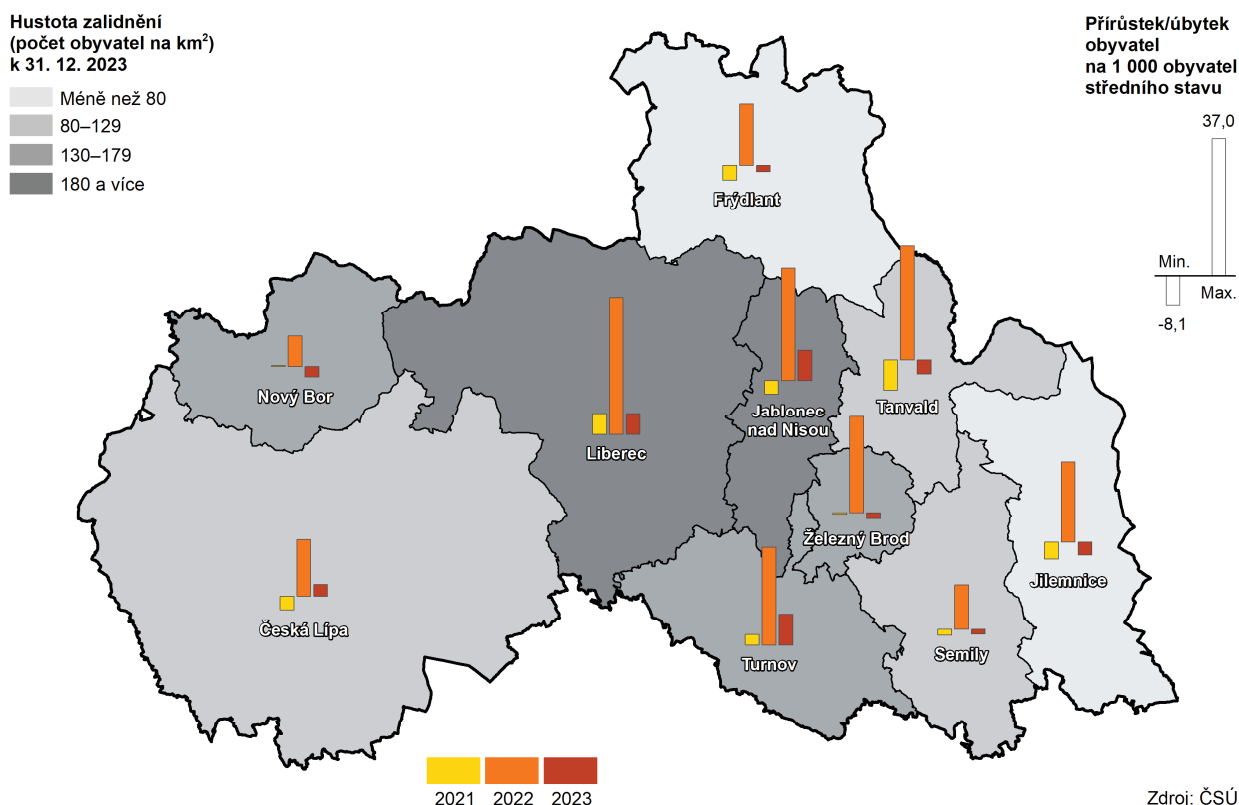 Hustota zalidnění
(počet obyvatel na km²)
k 31. 12. 2023
Méně než 80
80–129
130–179
180 a více
Přírůstek/úbytek
obyvatel
na 1 000 obyvatel
středního stavu
37,0
Min.
Max.
-8,1
Frýdlant
Nový Bor
Liberec
Jablonec
nad Nisou
Tanvald
Železný Brod
Jilemnice
Česká Lípa
Turnov
Semily
2021
2022
2023
Zdroj: ČSÚ